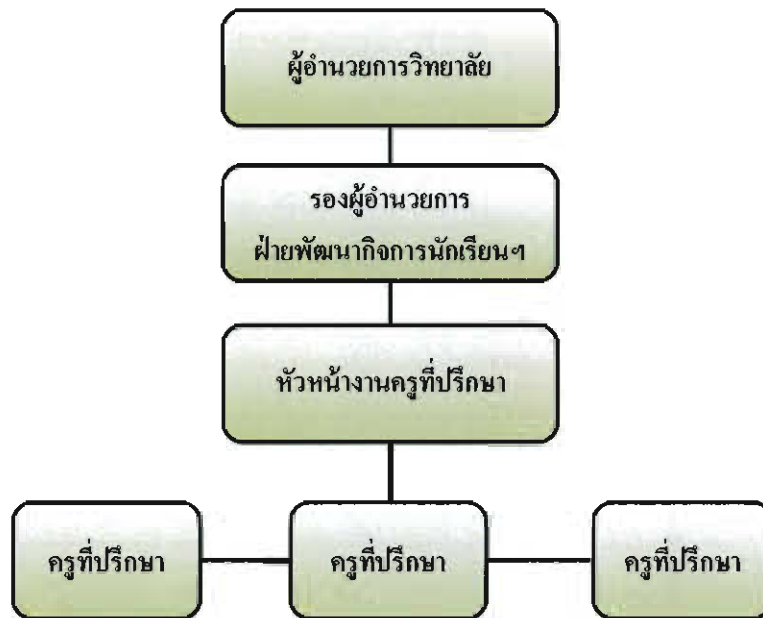 ผู้อำนวยการวิทยาลัย
รองผู้อำนวยการ
ฝ่ายพัฒนากิจการนักเรียนฯ
หัวหน้างานครูที่ปรึกษา
ครูที่ปรึกษา
ครูที่ปรึกษา
ครูที่ปรึกษา